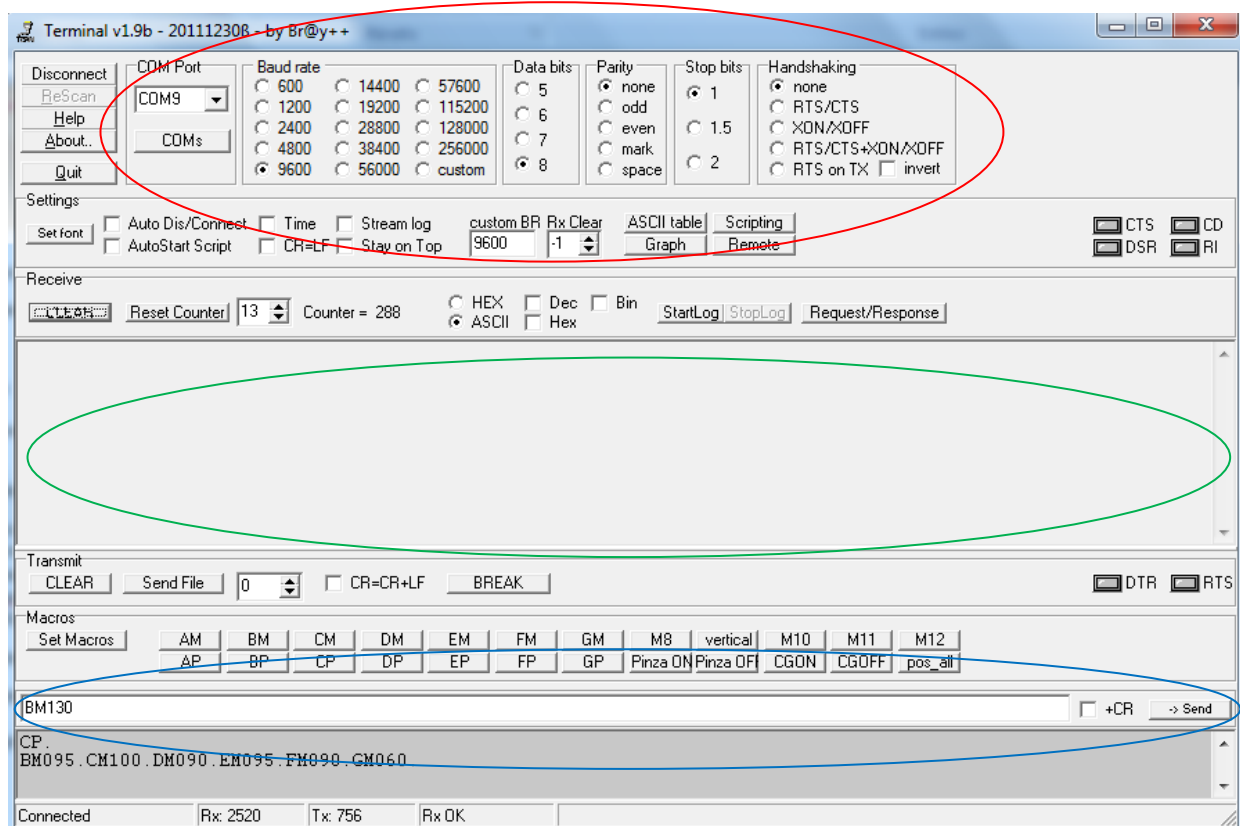 Terminal v1.9b - 20111230ß - by Br@y++
Disconnect
ReScan
Help
About..
Quit
COM Port
COM9
COMs
Baud rate
600 14400 57600
1200 19200 115200
2400 28800 128000
4800 38400 256000
9600 56000 custom
Data bits
5
6
7
8
Parity
none
odd
even
mark
space
Stop bits
1
1.5
2
Handshaking
none
RTS/CTS
XON/XOFF
RTS/CTS+XON/XOFF
RTS on TX invert
Settings
Set font
Auto Dis/Connect Time Stream log
AutoStart Script CR=LF Stay on Top
custom BR Rx Clear
9600 -1
ASCII table Scripting
Graph Remote
CTS CD
DSR RI
Receive
CLEAR Reset Counter 13 Counter = 288
HEX Dec Bin
ASCII Hex
StartLog StopLog Request/Response
Transmit
CLEAR Send File 0 CR=CR+LF BREAK DTR RTS
Macros
Set Macros AM BM CM DM EM FM GM M8 vertical M10 M11 M12
AP BP CP DP EP FP GP Pinza ON Pinza OFF CGON CGOFF pos_all
BM130 +CR -> Send
CP.
BM095.CM100.DM090.EM095.FM090.GM060.
Connected Rx: 2520 Tx: 756 Rx OK